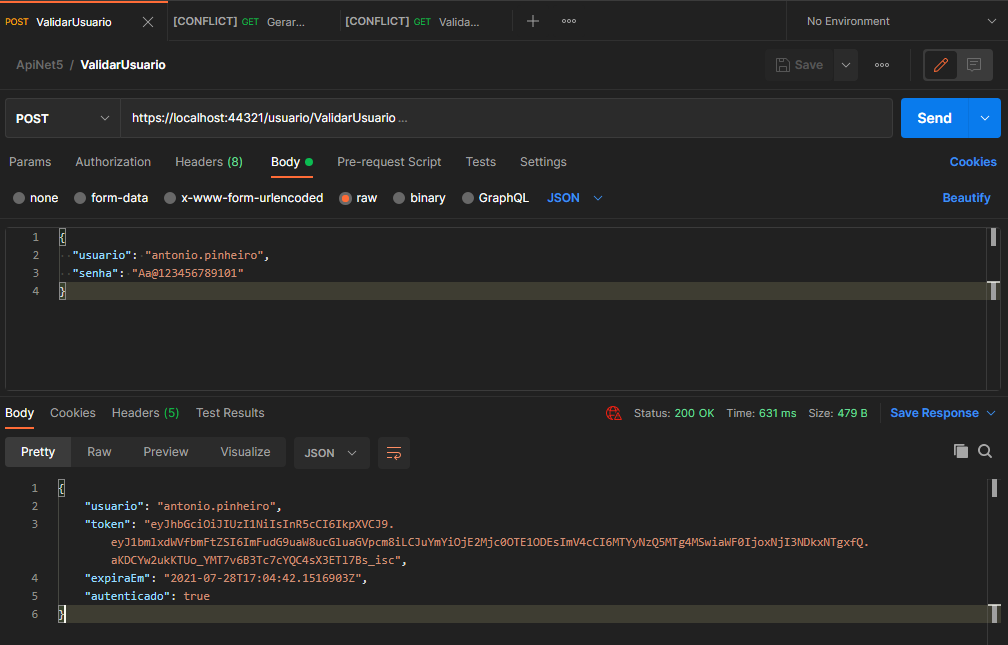 POST ValidarUsuario [CONFLICT] GET Gerar... [CONFLICT] GET Valida... No Environment
ApiNet5 / ValidarUsuario Save
POST https://localhost:44321/usuario/ValidarUsuario ... Send
Params Authorization Headers (8) Body Pre-request Script Tests Settings Cookies
none form-data x-www-form-urlencoded raw binary GraphQL JSON Beautify
1 {
2 "usuario": "antonio.pinheiro",
3 "senha": "Aa@123456789101"
4 }
Body Cookies Headers (5) Test Results Status: 200 OK Time: 631 ms Size: 479 B Save Response
Pretty Raw Preview Visualize JSON
1 {
2 "usuario": "antonio.pinheiro",
3 "token": "eyJhbGciOiJIUzI1NiIsInR5cCI6IkpXVCJ9.
eyJ1bmlxdWVfbmFtZSI6ImFudG9uaW8ucGluaGVpcm8iLCJuYmYiOjE2Mjc0OTE1ODEsImV4cCI6MTYyNzQ5MTg4MSwiaWF0IjoxNjI3NDkxNTgxfQ.
aKDCYw2ukKTUo_YMT7v6B3Tc7cYQC4sX3ETl7Bs_isc",
4 "expiraEm": "2021-07-28T17:04:42.1516903Z",
5 "autenticado": true
6 }